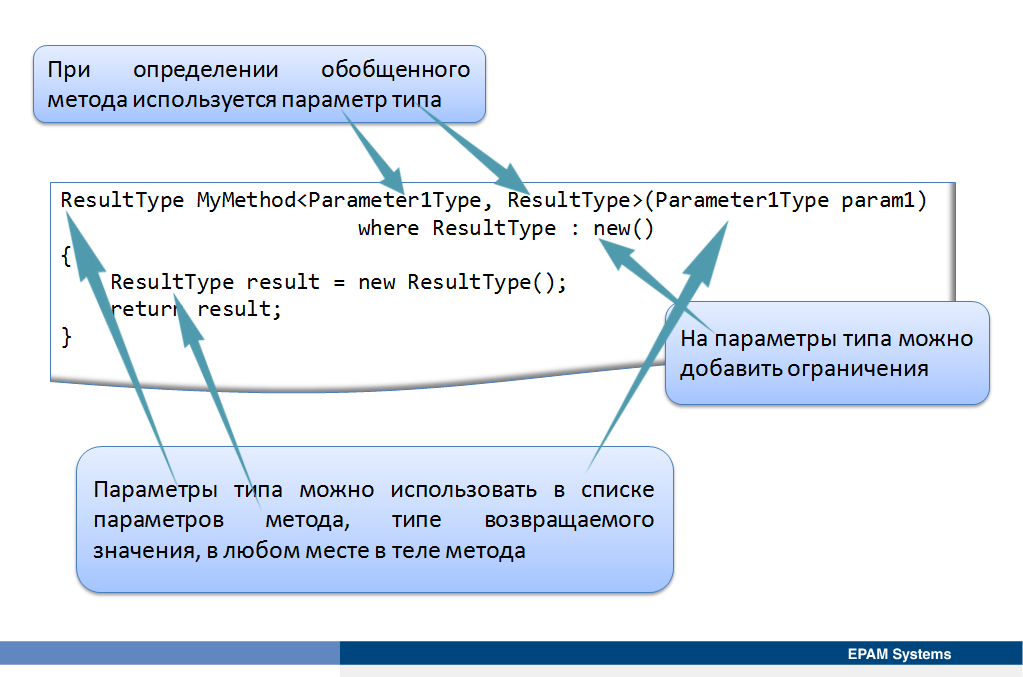 При определении обобщенного
метода используется параметр типа
ResultType MyMethod<Parameter1Type, ResultType>(Parameter1Type param1)
where ResultType : new()
{
ResultType result = new ResultType();
return result;
}
На параметры типа можно
добавить ограничения
Параметры типа можно использовать в списке
параметров метода, типе возвращаемого
значения, в любом месте в теле метода
EPAM Systems